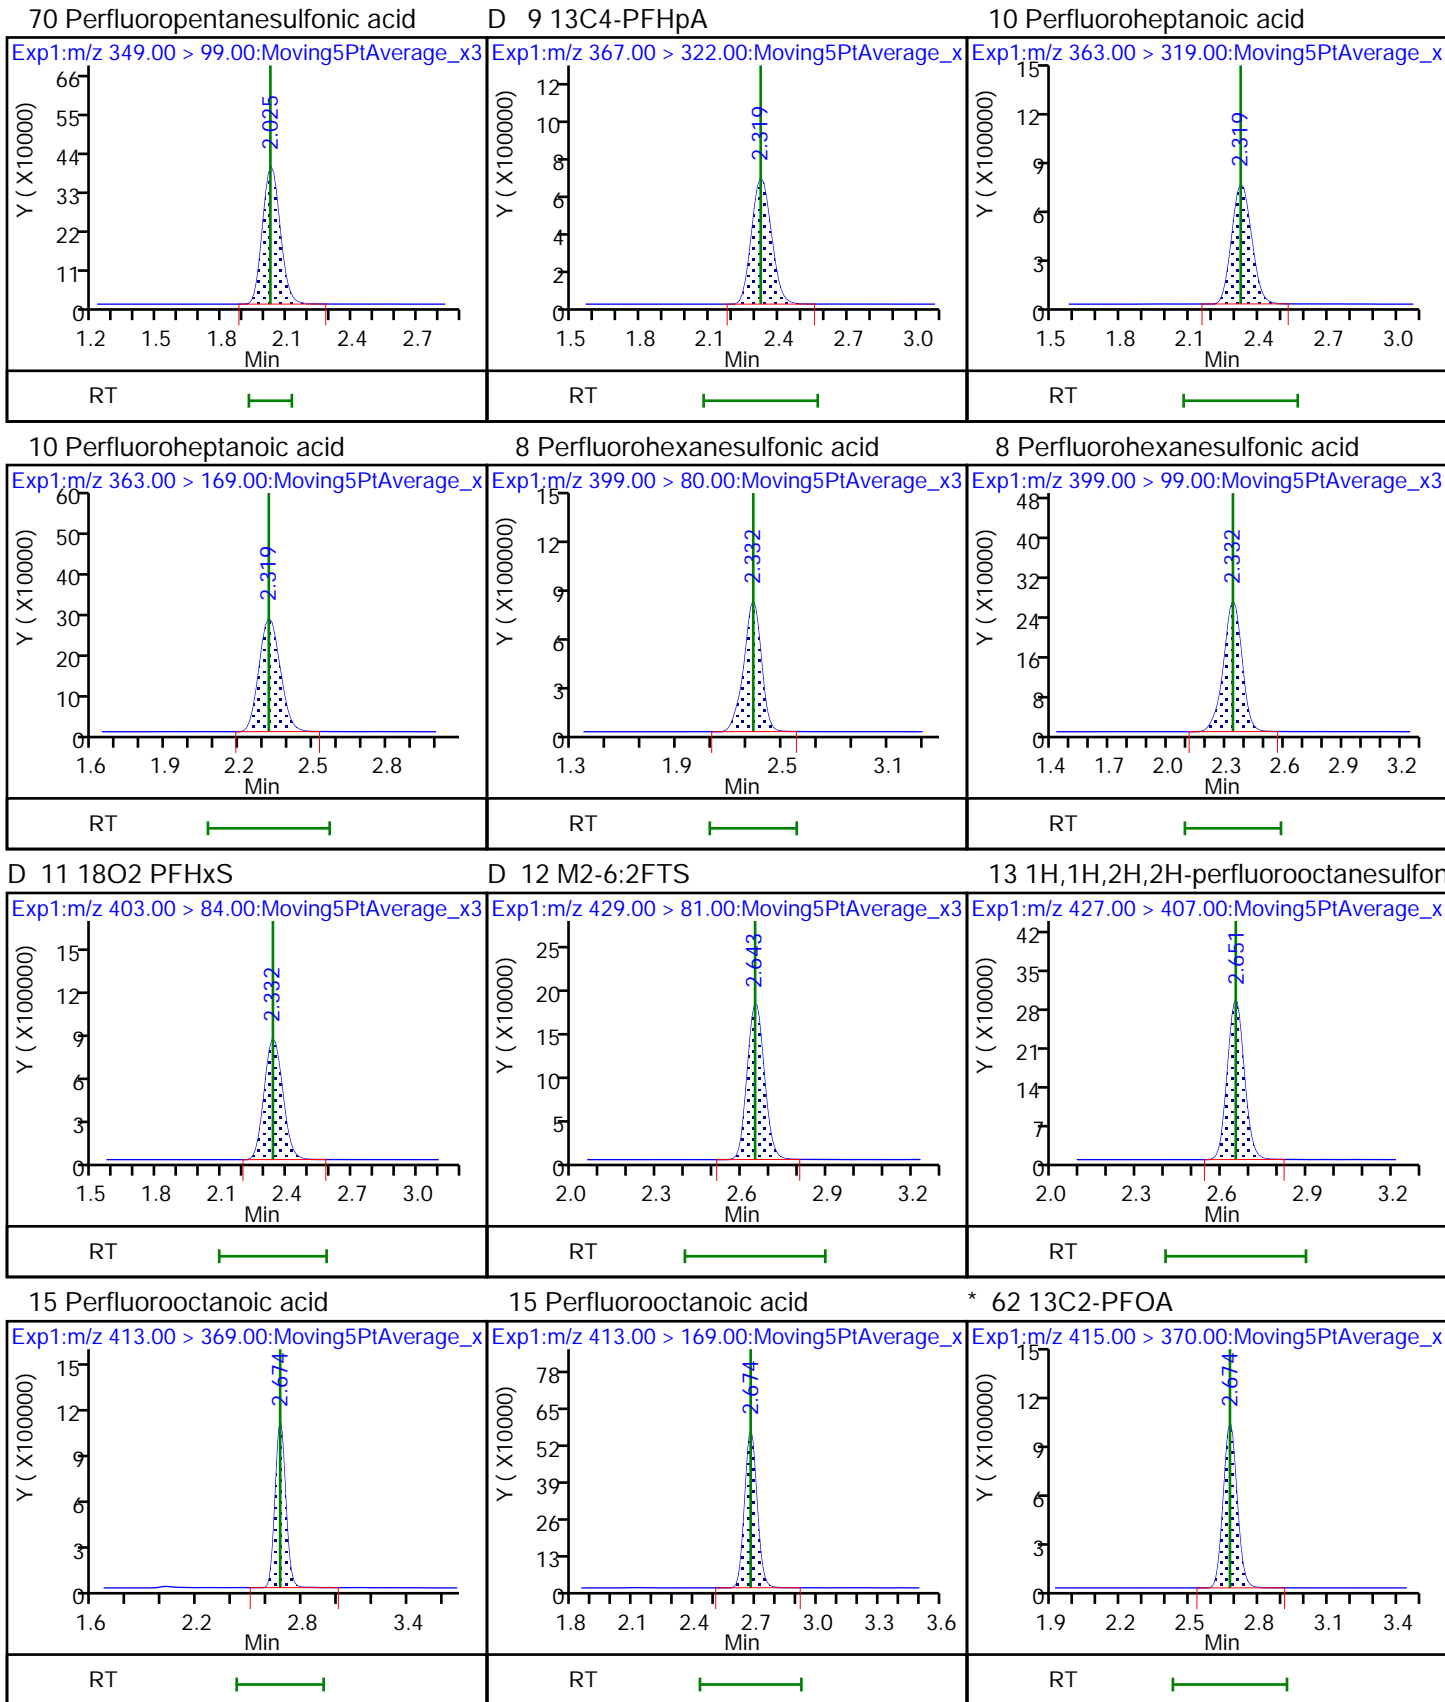 70 Perfluoropentanesulfonic acid
Exp1:m/z 349.00 > 99.00:Moving5PtAverage_x3
Y ( X100000)
66
55
44
33
22
11
0
2.025
1.2 1.5 1.8 2.1 2.4 2.7
Min
RT
D 9 13C4-PFHpA
Exp1:m/z 367.00 > 322.00:Moving5PtAverage_x
Y ( X100000)
12
10
8
6
4
2
0
2.319
1.5 1.8 2.1 2.4 2.7 3.0
Min
RT
10 Perfluoroheptanoic acid
Exp1:m/z 363.00 > 319.00:Moving5PtAverage_x
Y ( X100000)
15
12
9
6
3
0
2.319
1.5 1.8 2.1 2.4 2.7 3.0
Min
RT
10 Perfluoroheptanoic acid
Exp1:m/z 363.00 > 169.00:Moving5PtAverage_x
Y ( X10000)
60
50
40
30
20
10
0
2.319
1.6 1.9 2.2 2.5 2.8
Min
RT
8 Perfluorohexanesulfonic acid
Exp1:m/z 399.00 > 80.00:Moving5PtAverage_x3
Y ( X100000)
15
12
9
6
3
0
2.332
1.3 1.9 2.5 3.1
Min
RT
8 Perfluorohexanesulfonic acid
Exp1:m/z 399.00 > 99.00:Moving5PtAverage_x3
Y ( X10000)
48
40
32
24
16
8
0
2.332
1.4 1.7 2.0 2.3 2.6 2.9 3.2
Min
RT
D 11 18O2 PFHxS
Exp1:m/z 403.00 > 84.00:Moving5PtAverage_x3
Y ( X100000)
15
12
9
6
3
0
2.332
1.5 1.8 2.1 2.4 2.7 3.0
Min
RT
D 12 M2-6:2FTS
Exp1:m/z 429.00 > 81.00:Moving5PtAverage_x3
Y ( X10000)
25
20
15
10
5
0
2.643
2.0 2.3 2.6 2.9 3.2
Min
RT
13 1H,1H,2H,2H-perfluorooctanesulfon
Exp1:m/z 427.00 > 407.00:Moving5PtAverage_x
Y ( X10000)
42
35
28
21
14
7
0
2.651
2.0 2.3 2.6 2.9 3.2
Min
RT
15 Perfluorooctanoic acid
Exp1:m/z 413.00 > 369.00:Moving5PtAverage_x
Y ( X100000)
15
12
9
6
3
0
2.674
1.6 2.2 2.8 3.4
Min
RT
15 Perfluorooctanoic acid
Exp1:m/z 413.00 > 169.00:Moving5PtAverage_x
Y ( X10000)
78
65
52
39
26
13
0
2.674
1.8 2.1 2.4 2.7 3.0 3.3 3.6
Min
RT
* 62 13C2-PFOA
Exp1:m/z 415.00 > 370.00:Moving5PtAverage_x
Y ( X100000)
15
12
9
6
3
0
2.674
1.9 2.2 2.5 2.8 3.1 3.4
Min
RT